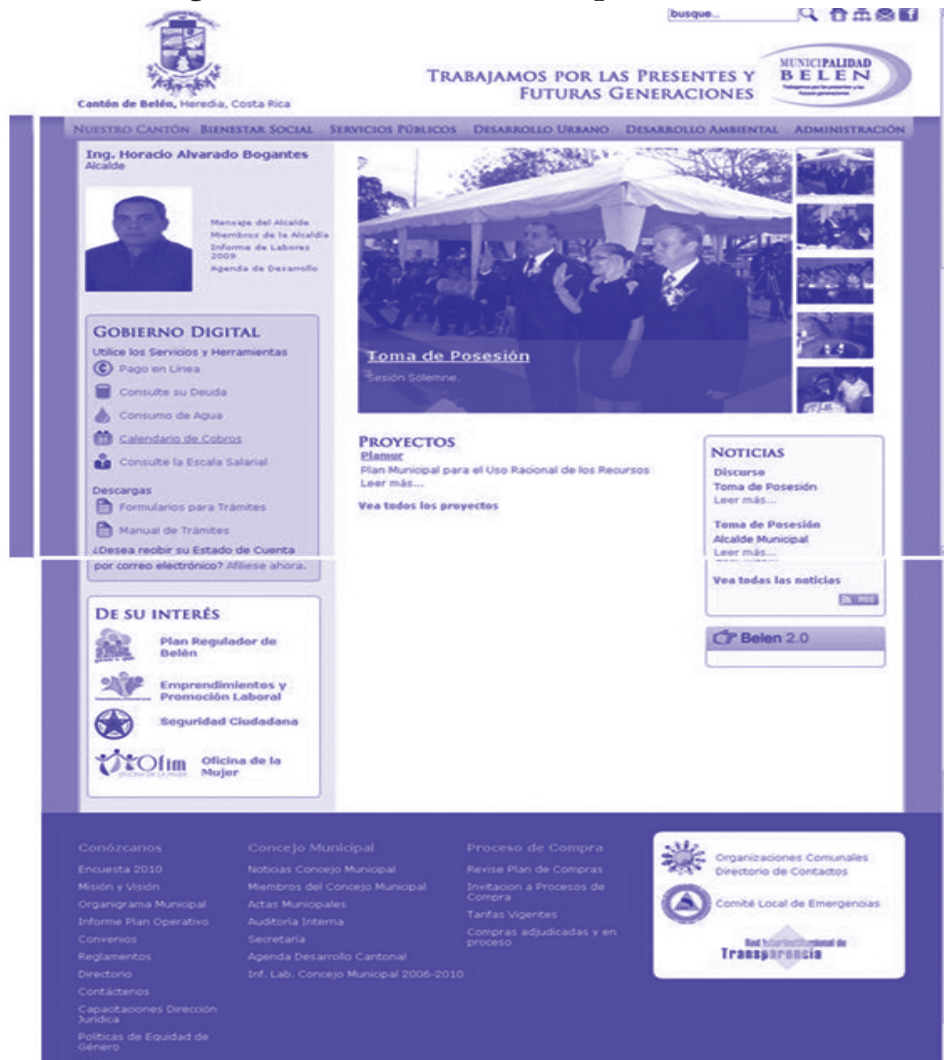 busque...
Cantón de Belén, Heredia, Costa Rica
TRABAJAMOS POR LAS PRESENTES Y
FUTURAS GENERACIONES
MUNICIPALIDAD
BELEN
NUESTRO CANTÓN BIENESTAR SOCIAL SERVICIOS PÚBLICOS DESARROLLO URBANO DESARROLLO AMBIENTAL ADMINISTRACIÓN
Ing. Horacio Alvarado Bogantes
Alcalde
Mensaje del Alcalde
Miembros de la Alcaldía
Informe de Labores
2009
Agenda de Desarrollo
GOBIERNO DIGITAL
Utilice los Servicios y Herramientas
Pago en Línea
Consulte su Deuda
Consumo de Agua
Calendario de Cobros
Consulte la Escala Salarial
Descargas
Formularios para Trámites
Manual de Trámites
¿Desea recibir su Estado de Cuenta
por correo electrónico? Afíliese ahora.
DE SU INTERÉS
Plan Regulador de
Belén
Emprendimientos y
Promoción Laboral
Seguridad Ciudadana
Ofim
Oficina de la
Mujer
Toma de Posesión
Sesión Solemne.
PROYECTOS
Plamur
Plan Municipal para el Uso Racional de los Recursos
Leer más...
Vea todos los proyectos
NOTICIAS
Discurso
Toma de Posesión
Leer más...
Toma de Posesión
Alcalde Municipal
Leer más...
Vea todas las noticias
RSS
Belen 2.0
Conózcanos
Encuesta 2010
Misión y Visión
Organigrama Municipal
Informe Plan Operativo
Convenios
Reglamentos
Directorio
Contáctenos
Capacitaciones Dirección
Jurídica
Políticas de Equidad de
Género
Concejo Municipal
Noticias Concejo Municipal
Miembros del Concejo Municipal
Actas Municipales
Auditoría Interna
Secretaría
Agenda Desarrollo Cantonal
Inf. Lab. Concejo Municipal 2006-2010
Proceso de Compra
Revise Plan de Compras
Invitacion a Procesos de
Compra
Tarifas Vigentes
Compras adjudicadas y en
proceso
Organizaciones Comunales
Directorio de Contactos
Comité Local de Emergencias
Red Interinstitucional de
Transparencia